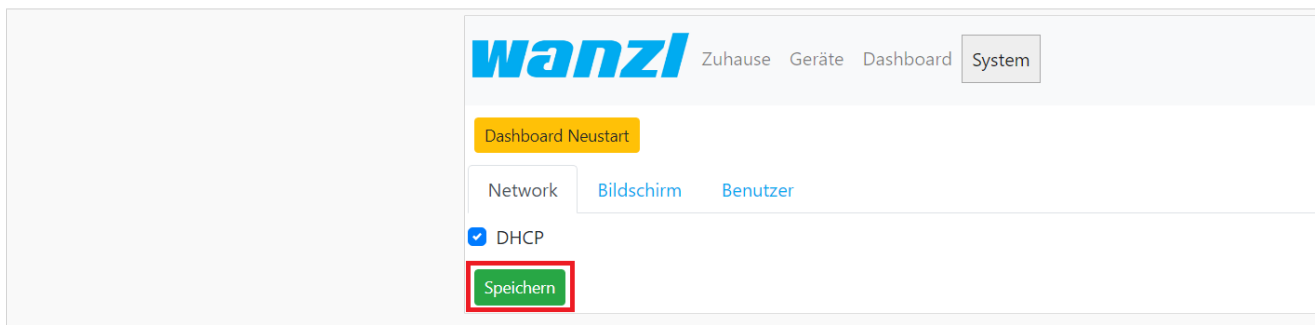 wanzl Zuhause Geräte Dashboard System
Dashboard Neustart
Network Bildschirm Benutzer
DHCP
Speichern